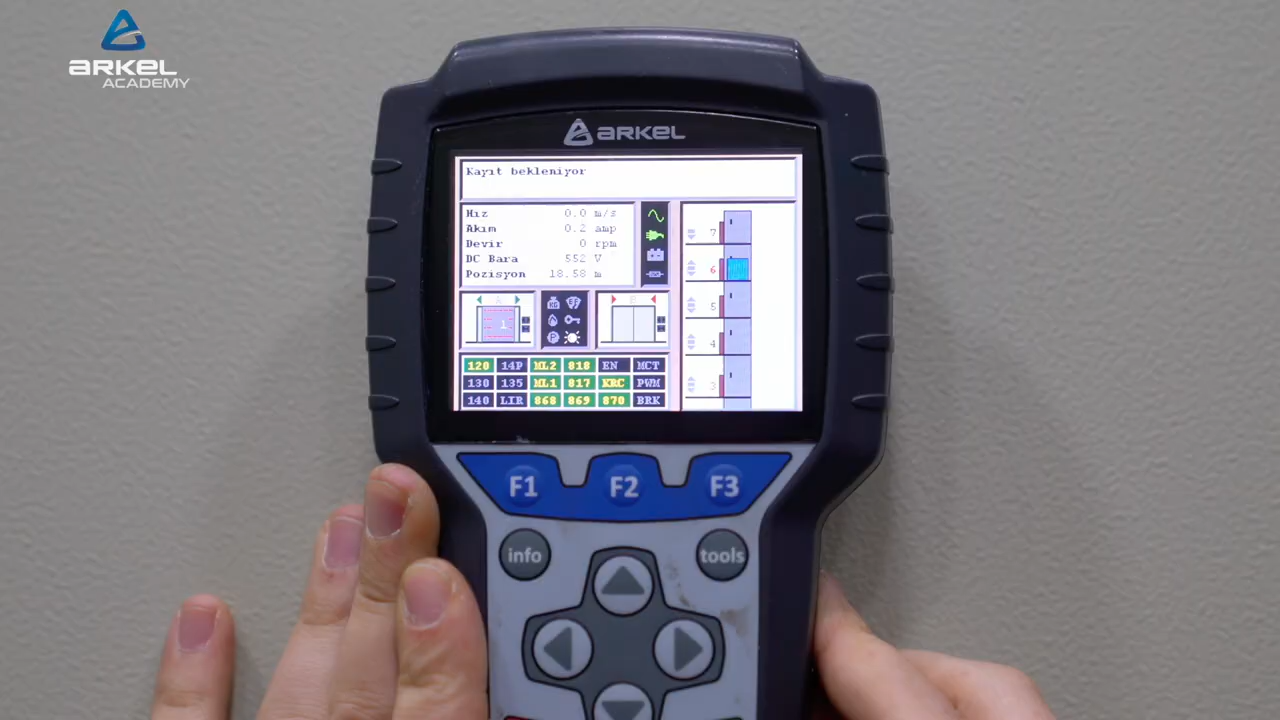 ARKEL
ACADEMY
ARKEL
Kayıt bekleniyor
Hız 0.0 m/s
Akım 0.2 amp
Devir 0 rpm
DC Bara 552 V
Pozisyon 18.58 m
7
6
5
4
3
A
B
1
120 14P ML2 818 EN MCT
130 135 ML1 817 KRC PWM
140 LIR 868 869 870 BRK
F1 F2 F3
info
tools